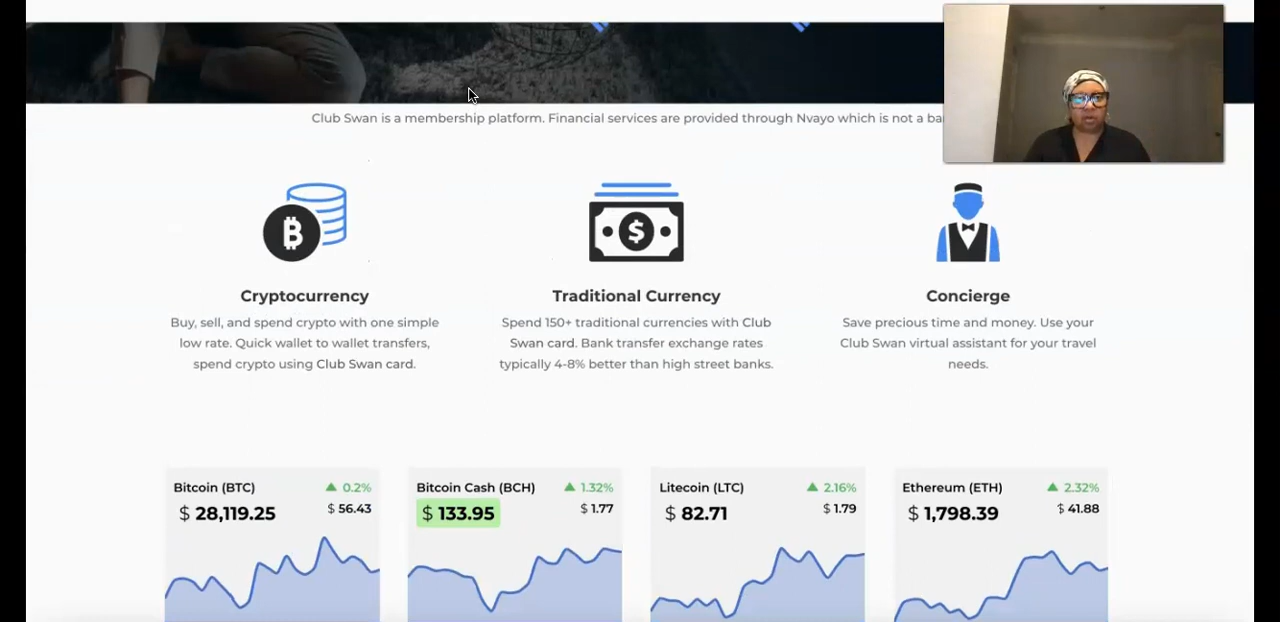 Club Swan is a membership platform. Financial services are provided through Nvayo which is not a
Cryptocurrency
Buy, sell, and spend crypto with one simple
low rate. Quick wallet to wallet transfers,
spend crypto using Club Swan card.
Traditional Currency
Spend 150+ traditional currencies with Club
Swan card. Bank transfer exchange rates
typically 4-8% better than high street banks.
Concierge
Save precious time and money. Use your
Club Swan virtual assistant for your travel
needs.
Bitcoin (BTC) 0.2%
$ 28,119.25 $ 56.43
Bitcoin Cash (BCH) 1.32%
$ 133.95 $ 1.77
Litecoin (LTC) 2.16%
$ 82.71 $ 1.79
Ethereum (ETH) 2.32%
$ 1,798.39 $ 41.88